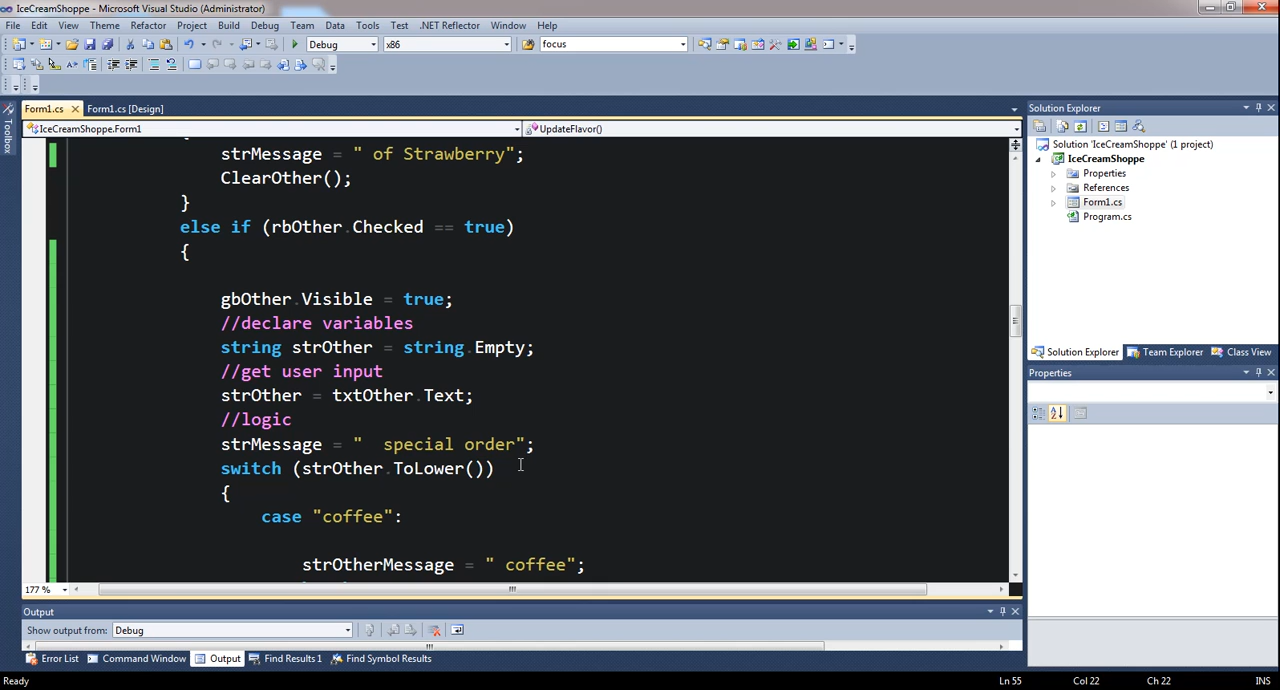 IceCreamShoppe - Microsoft Visual Studio (Administrator)
File Edit View Theme Refactor Project Build Debug Team Data Tools Test .NET Reflector Window Help
Debug x86 focus
Form1.cs Form1.cs [Design]
IceCreamShoppe.Form1 UpdateFlavor()
strMessage = " of Strawberry";
ClearOther();
}
else if (rbOther.Checked == true)
{
gbOther.Visible = true;
//declare variables
string strOther = string.Empty;
//get user input
strOther = txtOther.Text;
//logic
strMessage = "  special order";
switch (strOther.ToLower())
{
case "coffee":
strOtherMessage = " coffee";
177 %
Output
Show output from: Debug
Error List Command Window Output Find Results 1 Find Symbol Results
Ready Ln 55 Col 22 Ch 22 INS
Toolbox
Solution Explorer
Solution 'IceCreamShoppe' (1 project)
IceCreamShoppe
Properties
References
Form1.cs
Program.cs
Solution Explorer Team Explorer Class View
Properties